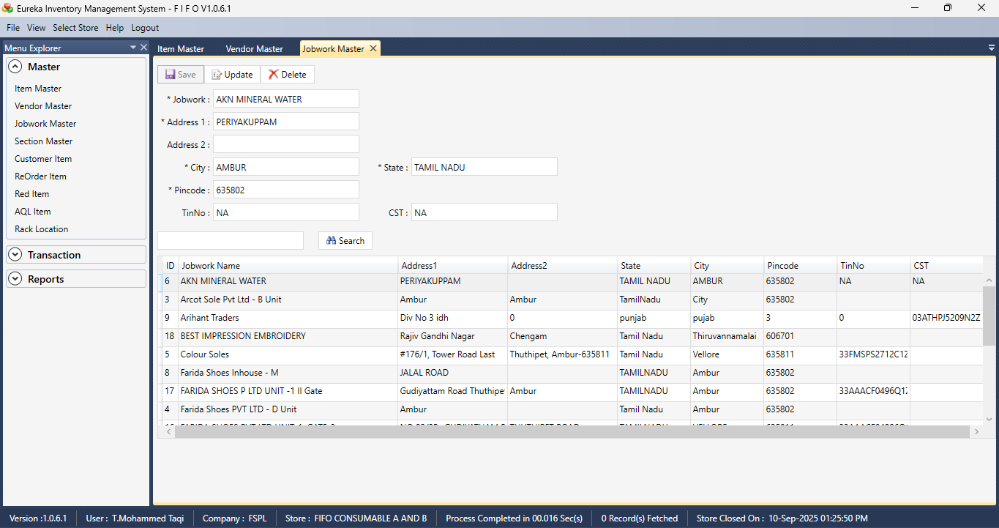 Eureka Inventory Management System - F I F O V1.0.6.1
File View Select Store Help Logout
Menu Explorer
Item Master Vendor Master Jobwork Master
Master
Item Master
Vendor Master
Jobwork Master
Section Master
Customer Item
ReOrder Item
Red Item
AQL Item
Rack Location
Transaction
Reports
Save Update Delete
* Jobwork : AKN MINERAL WATER
* Address 1 : PERIYAKUPPAM
Address 2 :
* City : AMBUR * State : TAMIL NADU
* Pincode : 635802
TinNo : NA CST : NA
Search
ID Jobwork Name Address1 Address2 State City Pincode TinNo CST
6 AKN MINERAL WATER PERIYAKUPPAM TAMIL NADU AMBUR 635802 NA NA
3 Arcot Sole Pvt Ltd - B Unit Ambur Ambur TamilNadu City 635802
9 Arihant Traders Div No 3 idh 0 punjab pujab 3 0 03ATHPJ5209N2Z
18 BEST IMPRESSION EMBROIDERY Rajiv Gandhi Nagar Chengam Tamil Nadu Thiruvannamalai 606701
5 Colour Soles #176/1, Tower Road Last Thuthipet, Ambur-635811 Tamil Nadu Vellore 635811 33FMSPS2712C1Z
8 Farida Shoes Inhouse - M JALAL ROAD TAMILNADU Ambur 635802
17 FARIDA SHOES P LTD UNIT -1 II Gate Gudiyattam Road Thuthipe Ambur TAMILNADU Ambur 635802 33AAACF0496Q1Z
4 Farida Shoes PVT LTD - D Unit Ambur Tamil Nadu Ambur 635802
Version :1.0.6.1 User : T.Mohammed Taqi Company : FSPL Store : FIFO CONSUMABLE A AND B Process Completed in 00.016 Sec(s) 0 Record(s) Fetched Store Closed On : 10-Sep-2025 01:25:50 PM